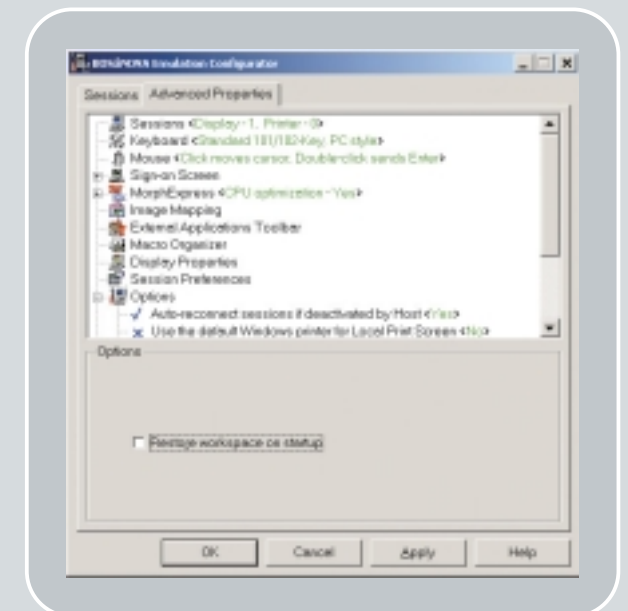 BOSaNOVA Emulation Configurator
Sessions Advanced Properties
Sessions <Display - 1, Printer - 0>
Keyboard <Standard 101/102-Key, PC style>
Mouse <Click moves cursor, Double-click sends Enter>
Sign-on Screen
MorphExpress <CPU optimization - Yes>
Image Mapping
External Applications Toolbar
Macro Organizer
Display Properties
Session Preferences
Options
Auto-reconnect sessions if deactivated by Host <Yes>
Use the default Windows printer for Local Print Screen <No>
Options
Restore workspace on startup
OK Cancel Apply Help